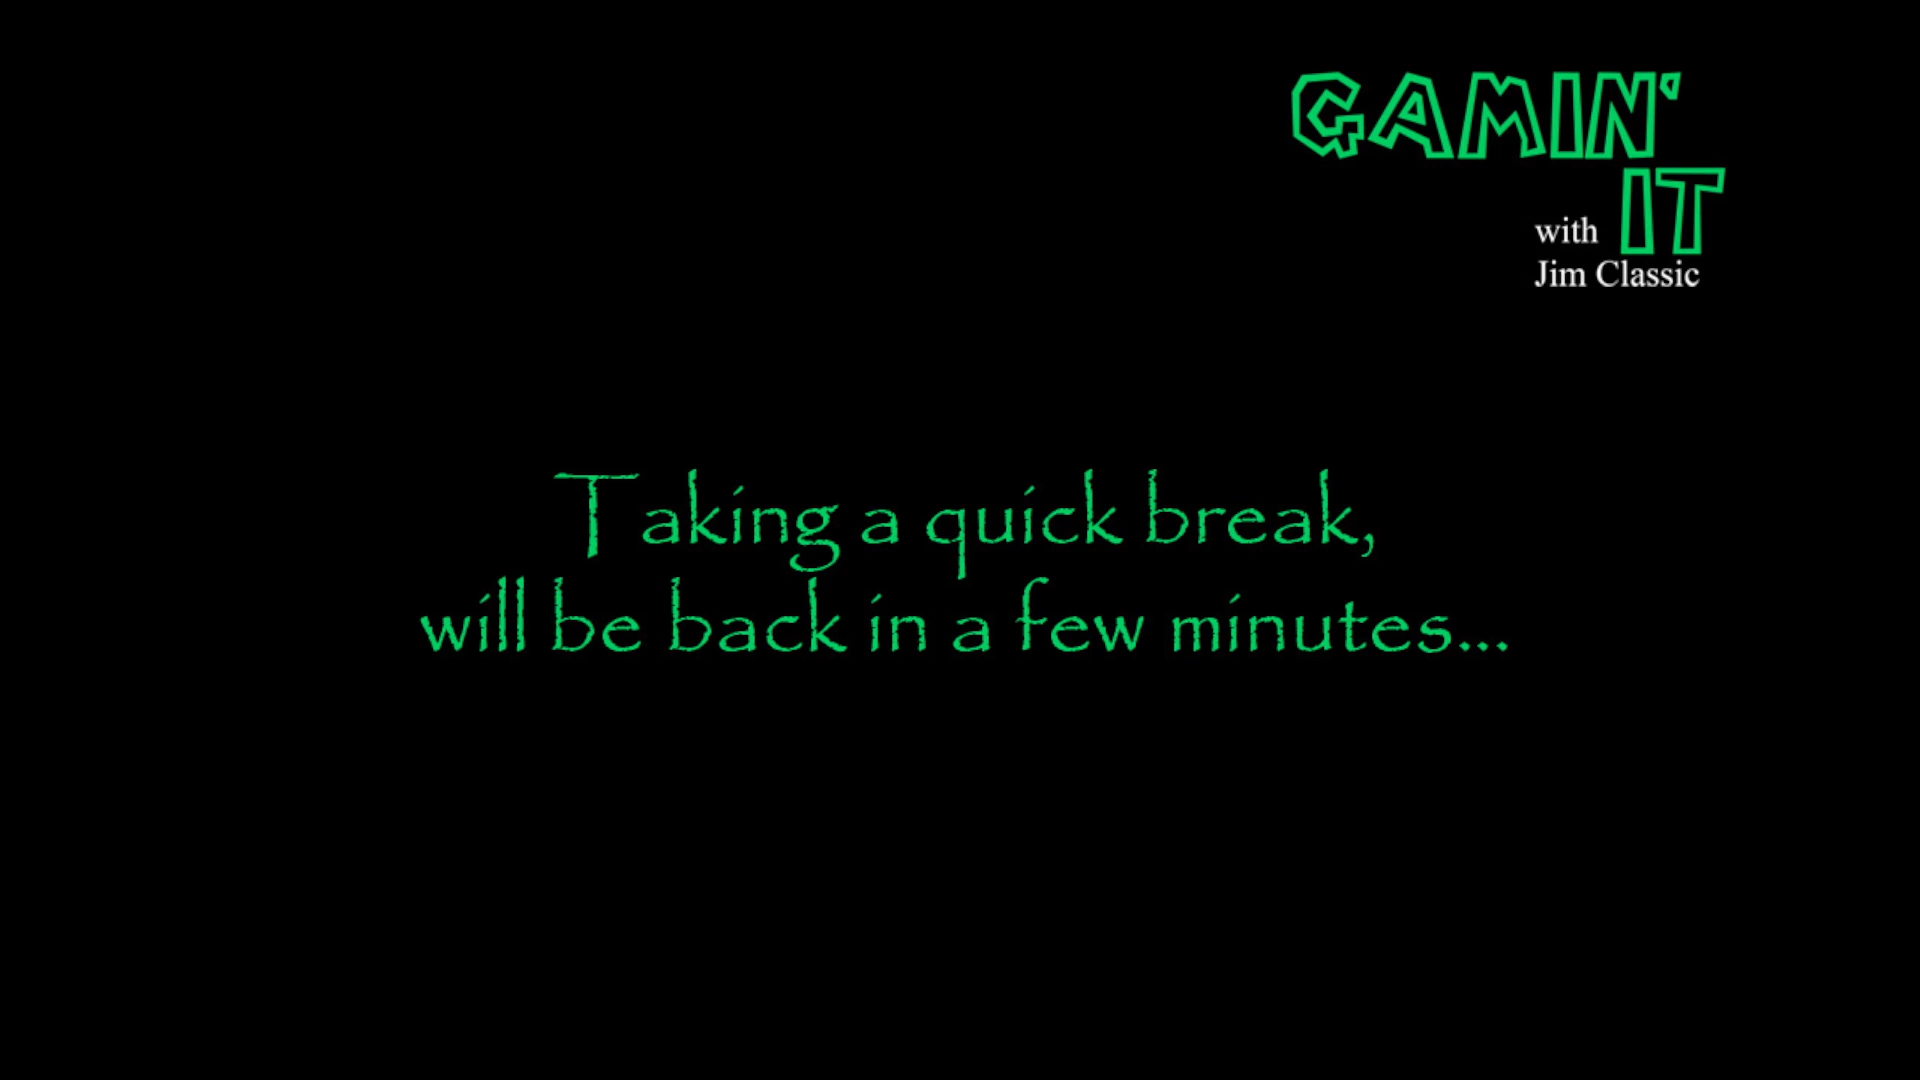 GAMIN'
IT
with
Jim Classic
Taking a quick break,
will be back in a few minutes...